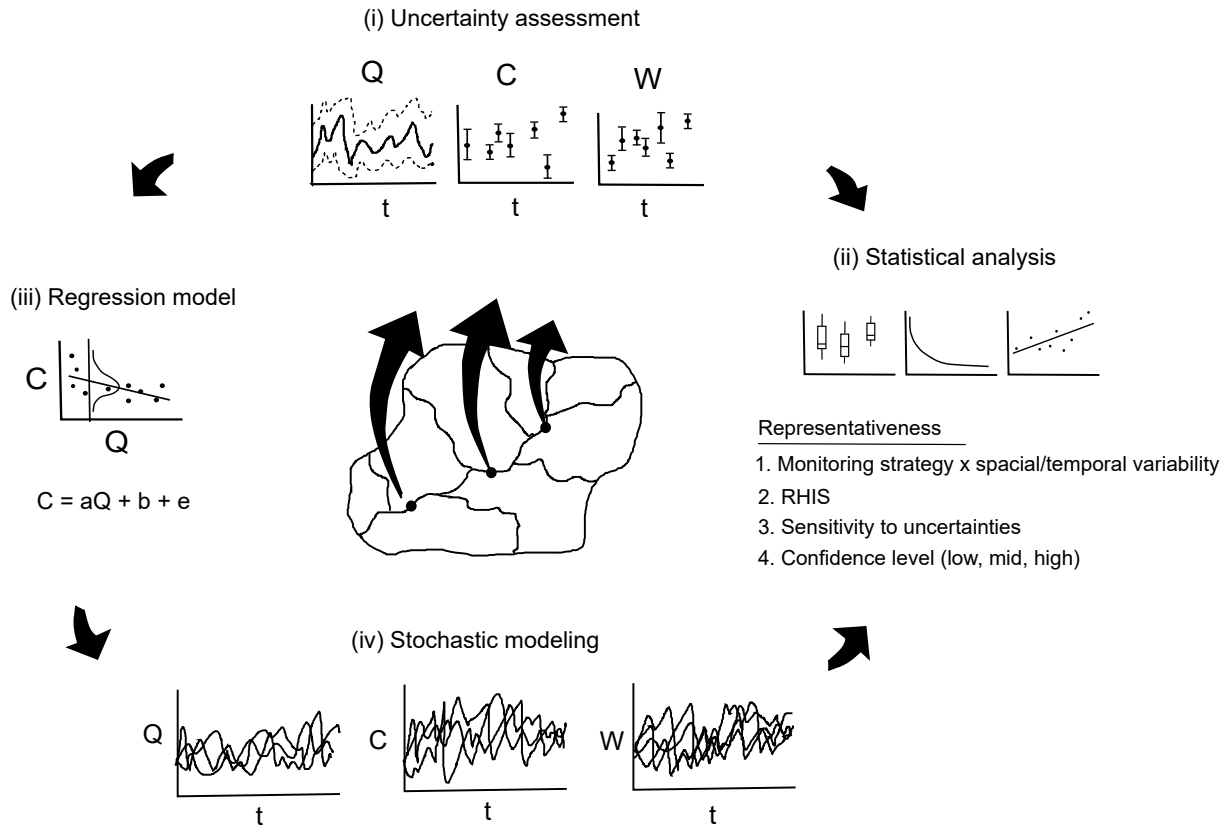 (i) Uncertainty assessment
Q
C
W
t
t
t
(ii) Statistical analysis
(iii) Regression model
C
Q
C = aQ + b + e
Representativeness
1. Monitoring strategy x spacial/temporal variability
2. RHIS
3. Sensitivity to uncertainties
4. Confidence level (low, mid, high)
(iv) Stochastic modeling
Q
C
W
t
t
t